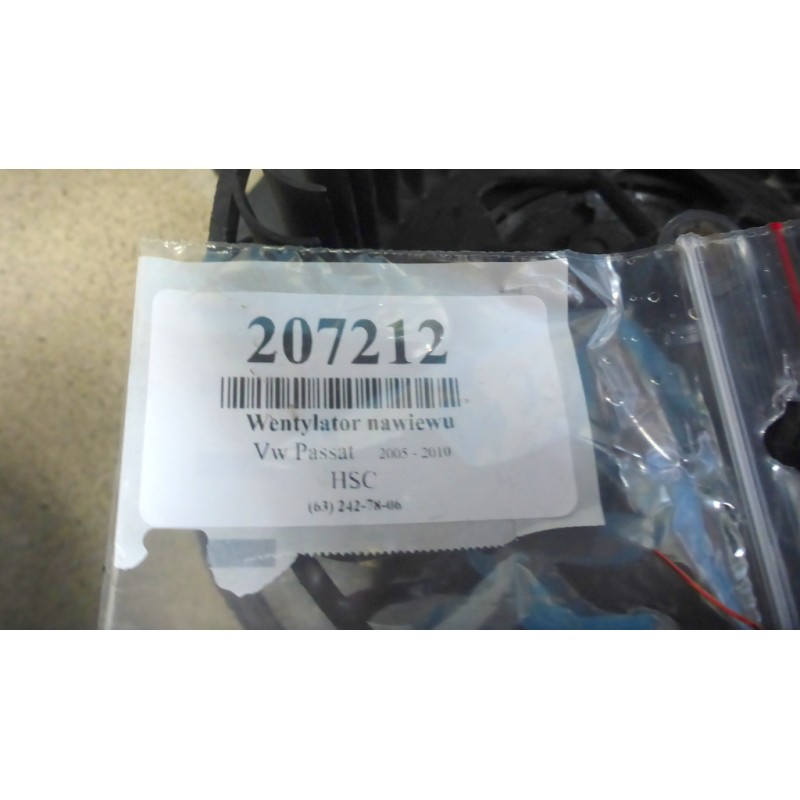 207212
Wentylator nawiewu
Vw Passat 2005 - 2010
HSC
(63) 242-78-06